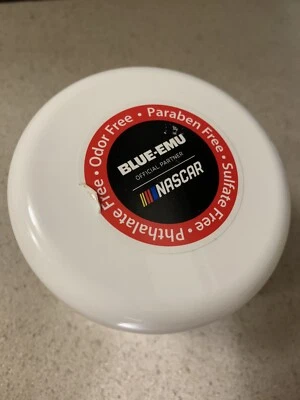 Odor Free • Paraben Free • Sulfate Free • Phthalate Free •
BLUE-EMU
OFFICIAL PARTNER
NASCAR